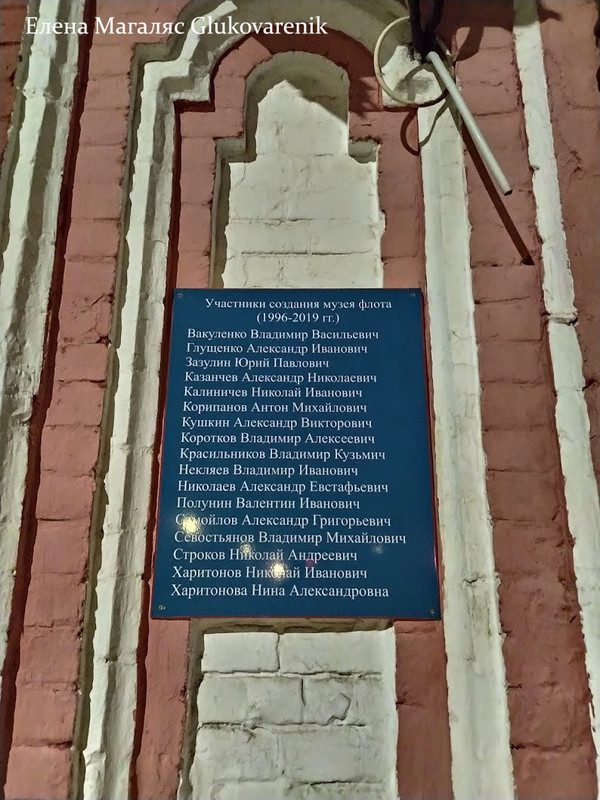 Елена Магаляс Glukovarenik
Участники создания музея флота
(1996-2019 гг.)
Вакуленко Владимир Васильевич
Глущенко Александр Иванович
Зазулин Юрий Павлович
Казанчев Александр Николаевич
Калиничев Николай Иванович
Корипанов Антон Михайлович
Кушкин Александр Викторович
Коротков Владимир Алексеевич
Красильников Владимир Кузьмич
Некляев Владимир Иванович
Николаев Александр Евстафьевич
Полунин Валентин Иванович
Самойлов Александр Григорьевич
Севостьянов Владимир Михайлович
Строков Николай Андреевич
Харитонов Николай Иванович
Харитонова Нина Александровна